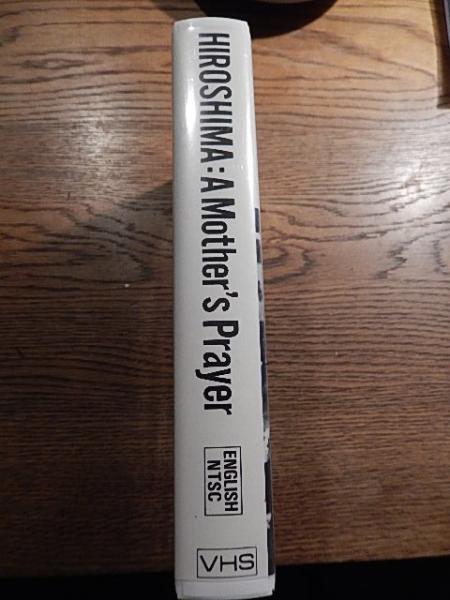 HIROSHIMA: A Mother's Prayer
ENGLISH
NTSC
VHS